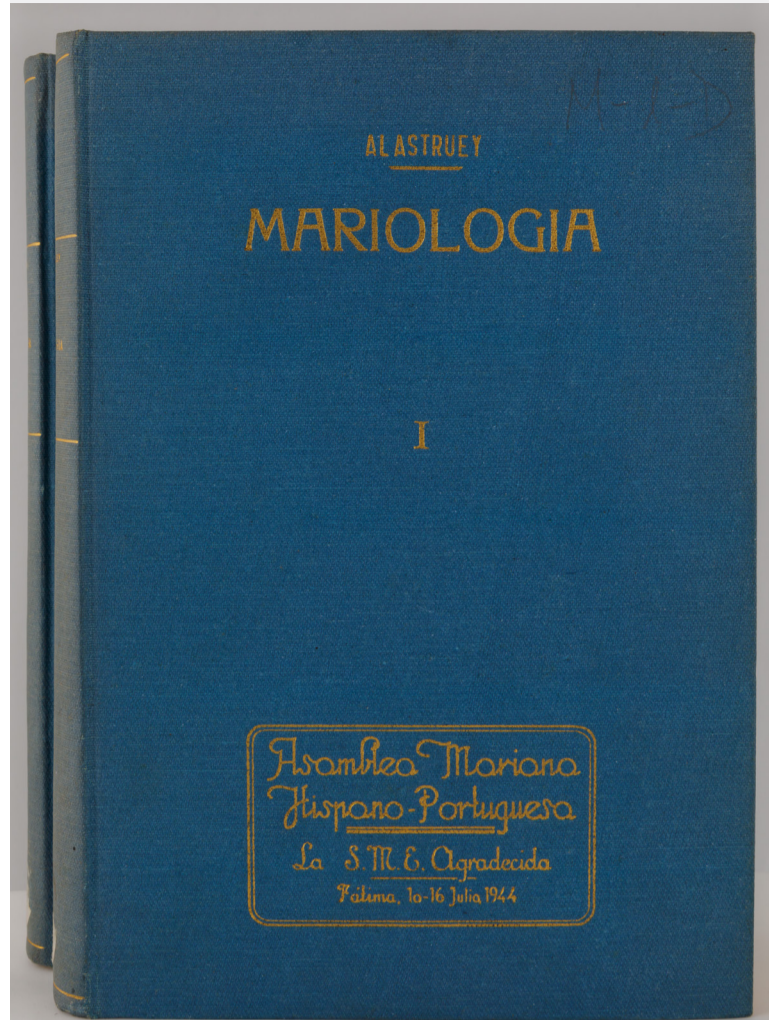 ALASTRUEY
MARIOLOGIA
I
Asamblea Mariana
Hispano-Portuguesa
La S.M.E. Agradecida
Fátima, 10-16 Julio 1944